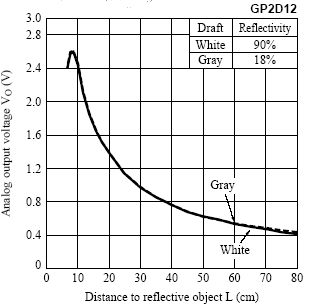 GP2D12
3.0
2.8
2.4
2.0
1.6
1.2
0.8
0.4
0
Analog output voltage VO (V)
Draft Reflectivity
White 90%
Gray 18%
Gray
White
0 10 20 30 40 50 60 70 80
Distance to reflective object L (cm)